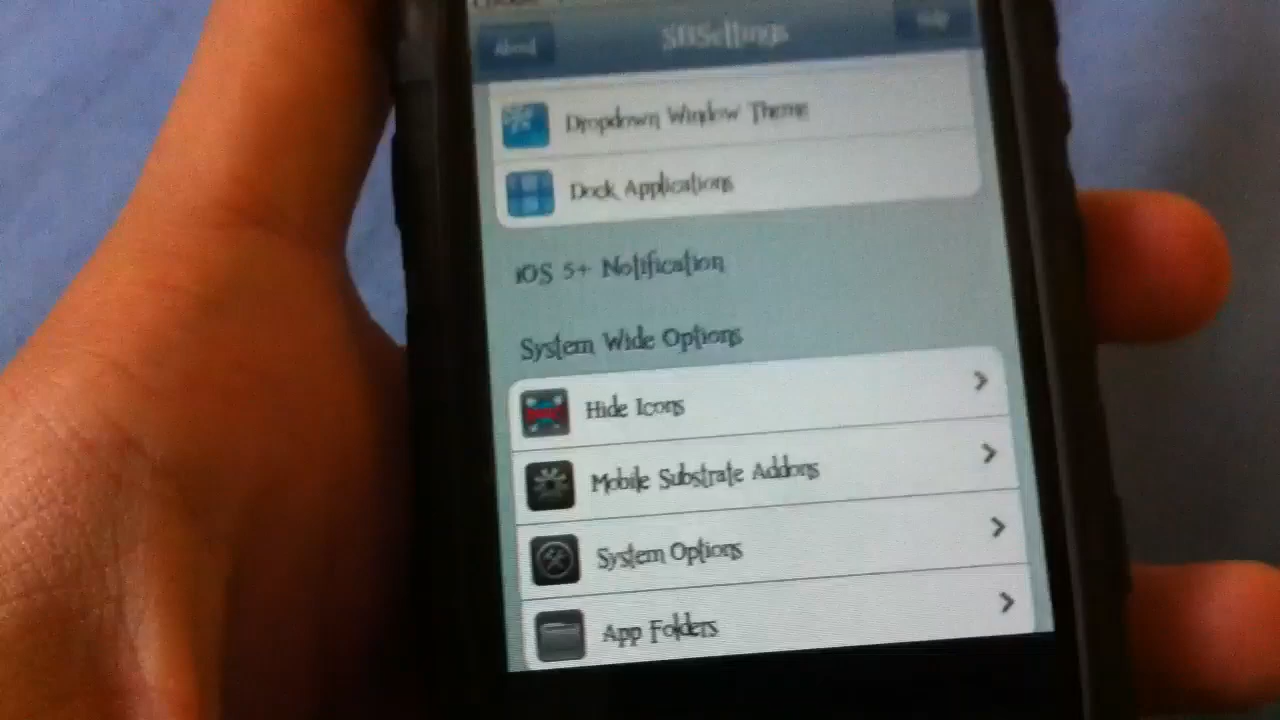 About
SBSettings
Help
Dropdown Window Theme
Dock Applications
iOS 5+ Notification
System Wide Options
Hide Icons
Mobile Substrate Addons
System Options
App Folders